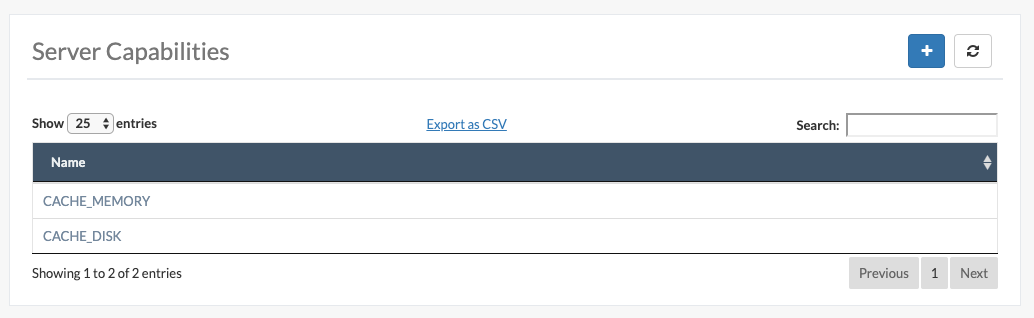 Server Capabilities
Show 25 entries
Export as CSV
Search:
Name
CACHE_MEMORY
CACHE_DISK
Showing 1 to 2 of 2 entries
Previous 1 Next